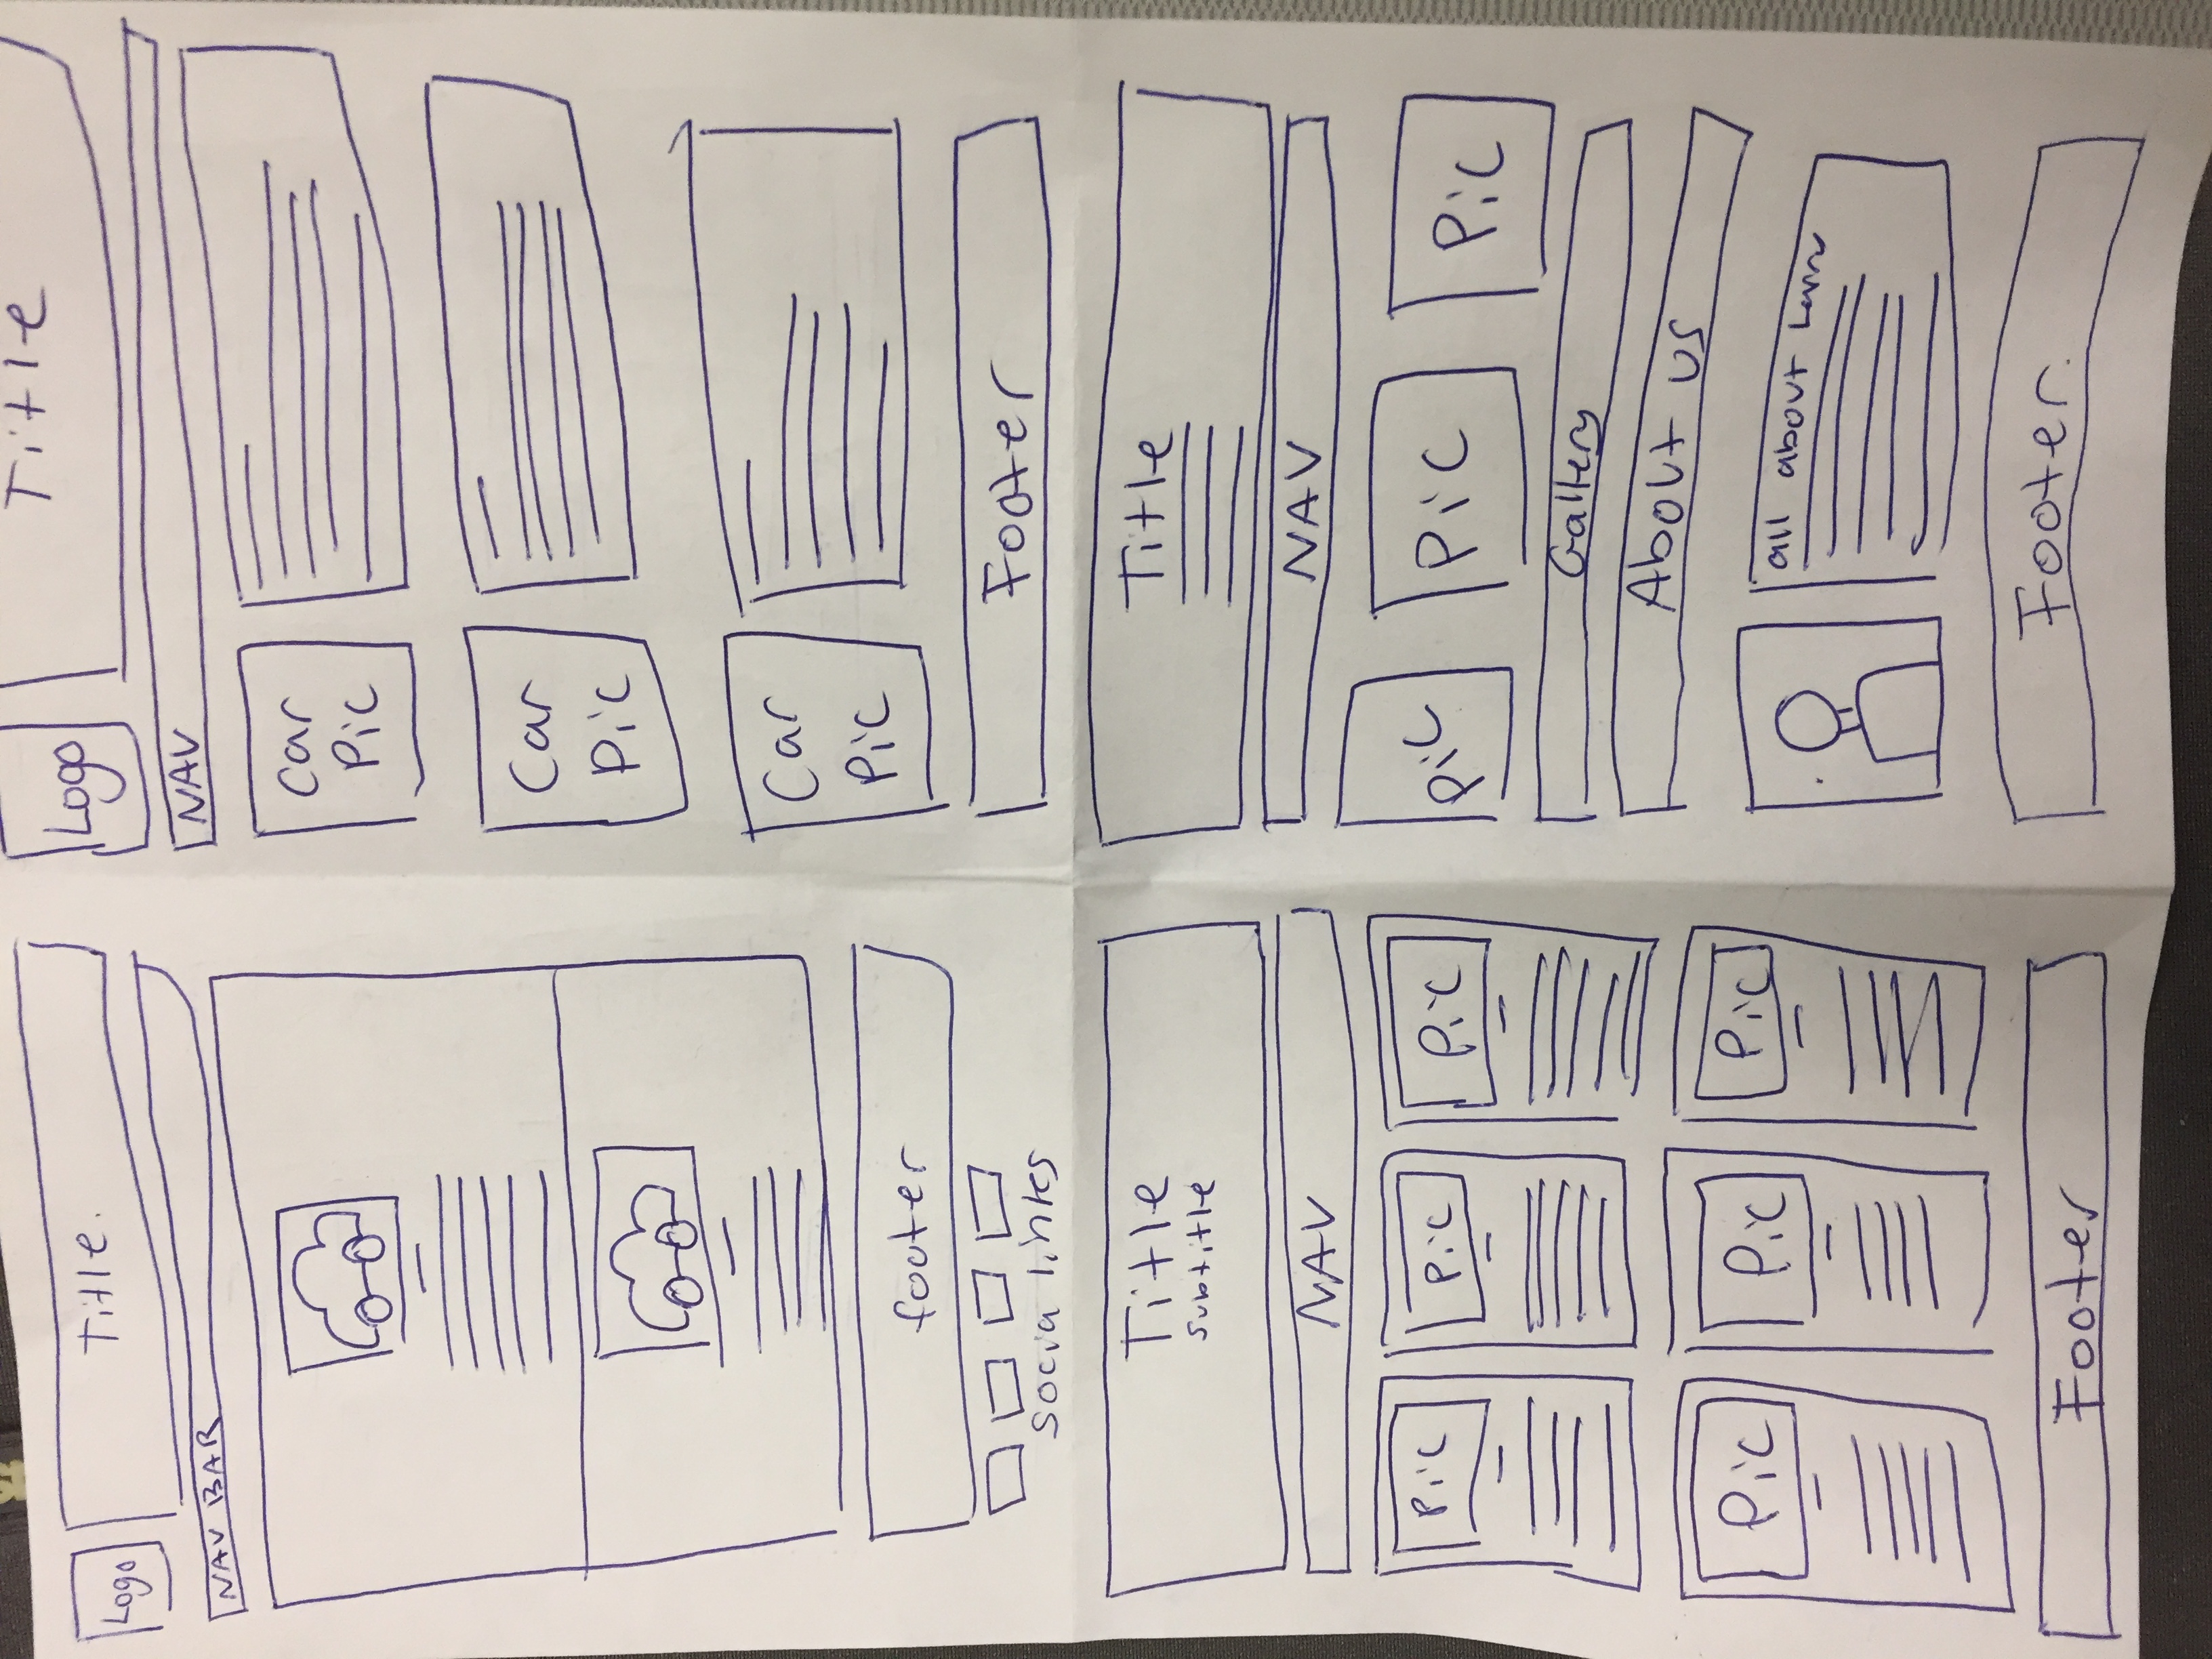 Logo
Title.
NAV BAR
footer
Socia links
Logo
Title
NAV
Car
Pic
Car
Pic
Car
Pic
Footer
Title
subtitle
NAV
Pic
Pic
Pic
Pic
Pic
Pic
Footer
Title
NAV
Pic
Pic
Pic
Gallery
About us
all about
Footer.